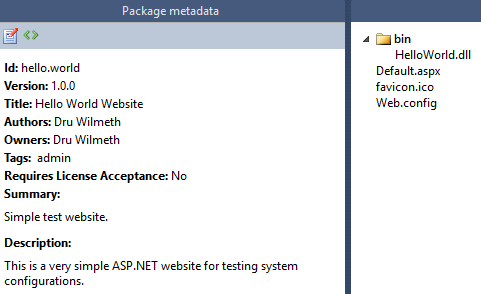 Package metadata
Id: hello.world
Version: 1.0.0
Title: Hello World Website
Authors: Dru Wilmeth
Owners: Dru Wilmeth
Tags: admin
Requires License Acceptance: No
Summary:
Simple test website.
Description:
This is a very simple ASP.NET website for testing system
configurations.
bin
HelloWorld.dll
Default.aspx
favicon.ico
Web.config